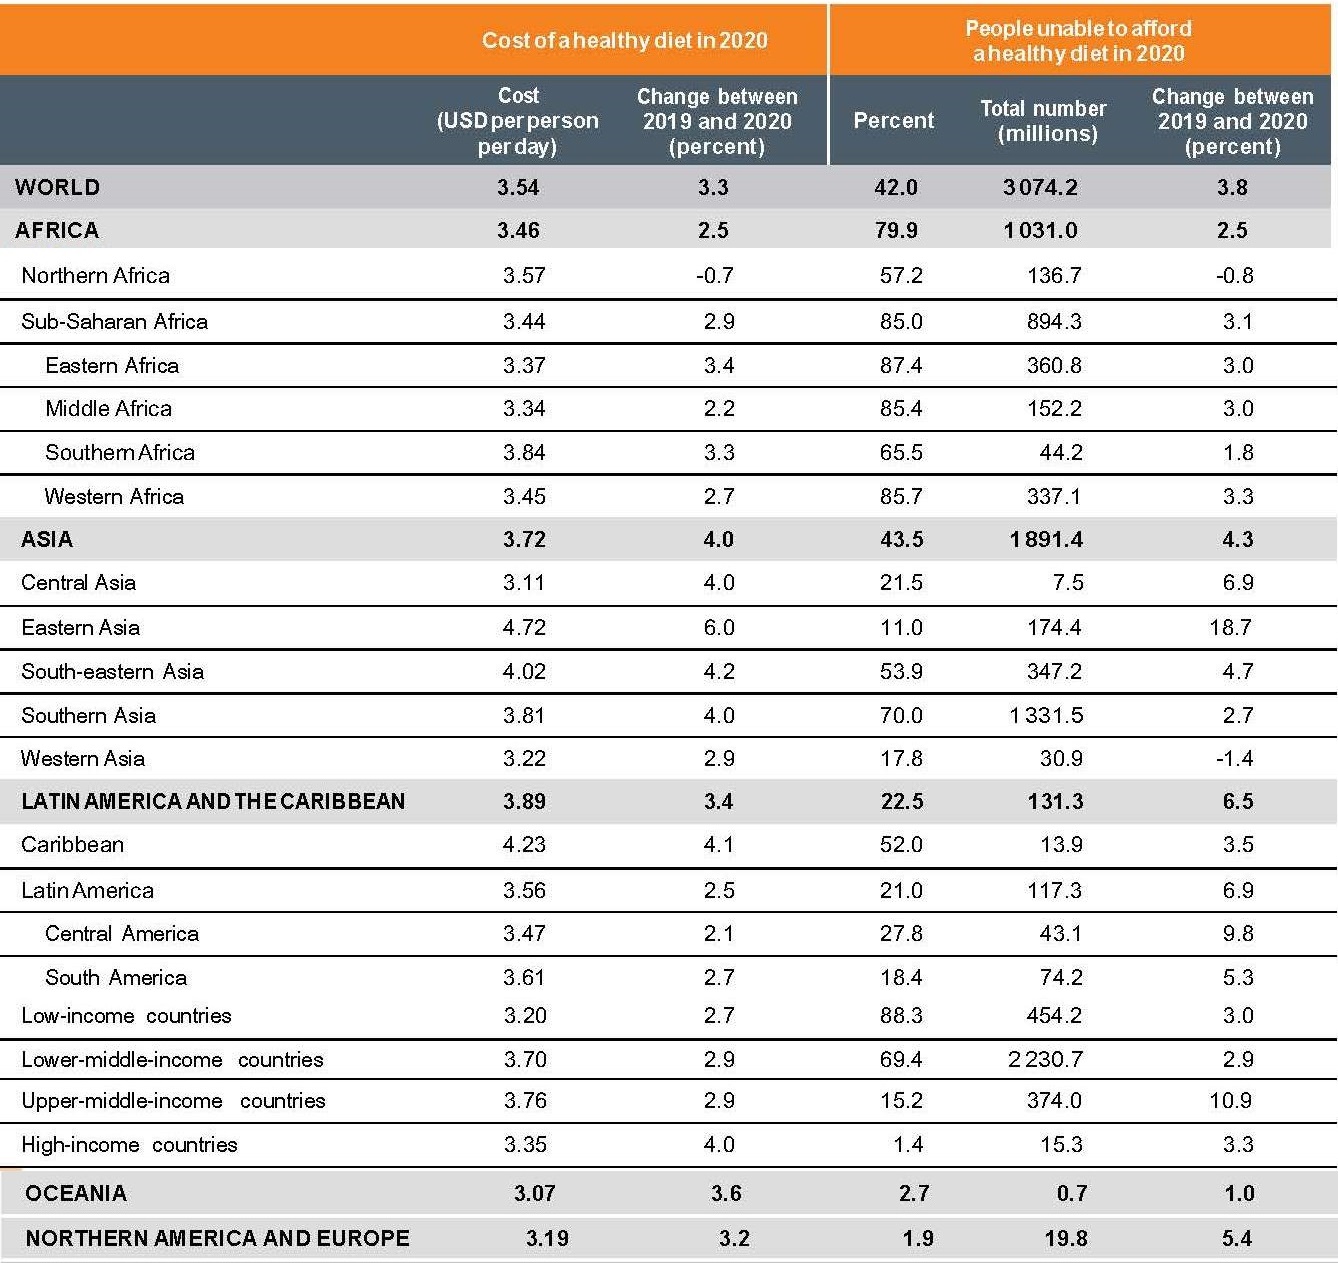 Cost of a healthy diet in 2020
People unable to afford
a healthy diet in 2020
Cost
(USD per person
per day)
Change between
2019 and 2020
(percent)
Percent
Total number
(millions)
Change between
2019 and 2020
(percent)
WORLD 3.54 3.3 42.0 3 074.2 3.8
AFRICA 3.46 2.5 79.9 1 031.0 2.5
Northern Africa 3.57 -0.7 57.2 136.7 -0.8
Sub-Saharan Africa 3.44 2.9 85.0 894.3 3.1
Eastern Africa 3.37 3.4 87.4 360.8 3.0
Middle Africa 3.34 2.2 85.4 152.2 3.0
Southern Africa 3.84 3.3 65.5 44.2 1.8
Western Africa 3.45 2.7 85.7 337.1 3.3
ASIA 3.72 4.0 43.5 1 891.4 4.3
Central Asia 3.11 4.0 21.5 7.5 6.9
Eastern Asia 4.72 6.0 11.0 174.4 18.7
South-eastern Asia 4.02 4.2 53.9 347.2 4.7
Southern Asia 3.81 4.0 70.0 1 331.5 2.7
Western Asia 3.22 2.9 17.8 30.9 -1.4
LATIN AMERICA AND THE CARIBBEAN 3.89 3.4 22.5 131.3 6.5
Caribbean 4.23 4.1 52.0 13.9 3.5
Latin America 3.56 2.5 21.0 117.3 6.9
Central America 3.47 2.1 27.8 43.1 9.8
South America 3.61 2.7 18.4 74.2 5.3
Low-income countries 3.20 2.7 88.3 454.2 3.0
Lower-middle-income countries 3.70 2.9 69.4 2 230.7 2.9
Upper-middle-income countries 3.76 2.9 15.2 374.0 10.9
High-income countries 3.35 4.0 1.4 15.3 3.3
OCEANIA 3.07 3.6 2.7 0.7 1.0
NORTHERN AMERICA AND EUROPE 3.19 3.2 1.9 19.8 5.4